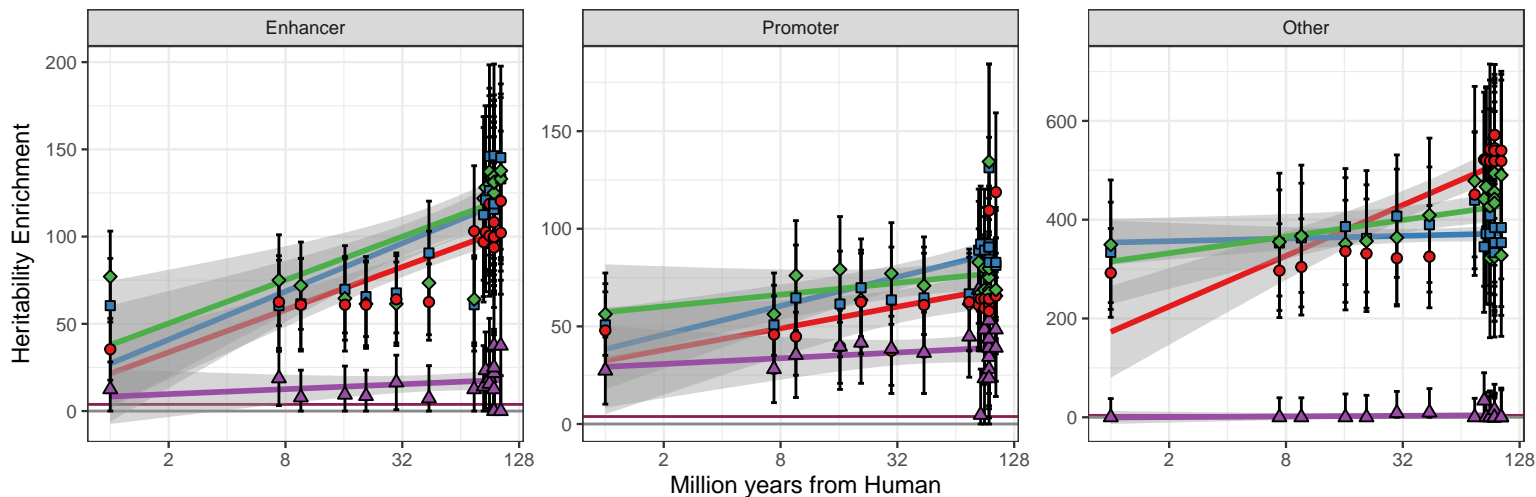 Enhancer
Promoter
Other
Heritability Enrichment
200
150
100
50
0
150
100
50
0
600
400
200
0
2 8 32 128
2 8 32 128
2 8 32 128
Million years from Human